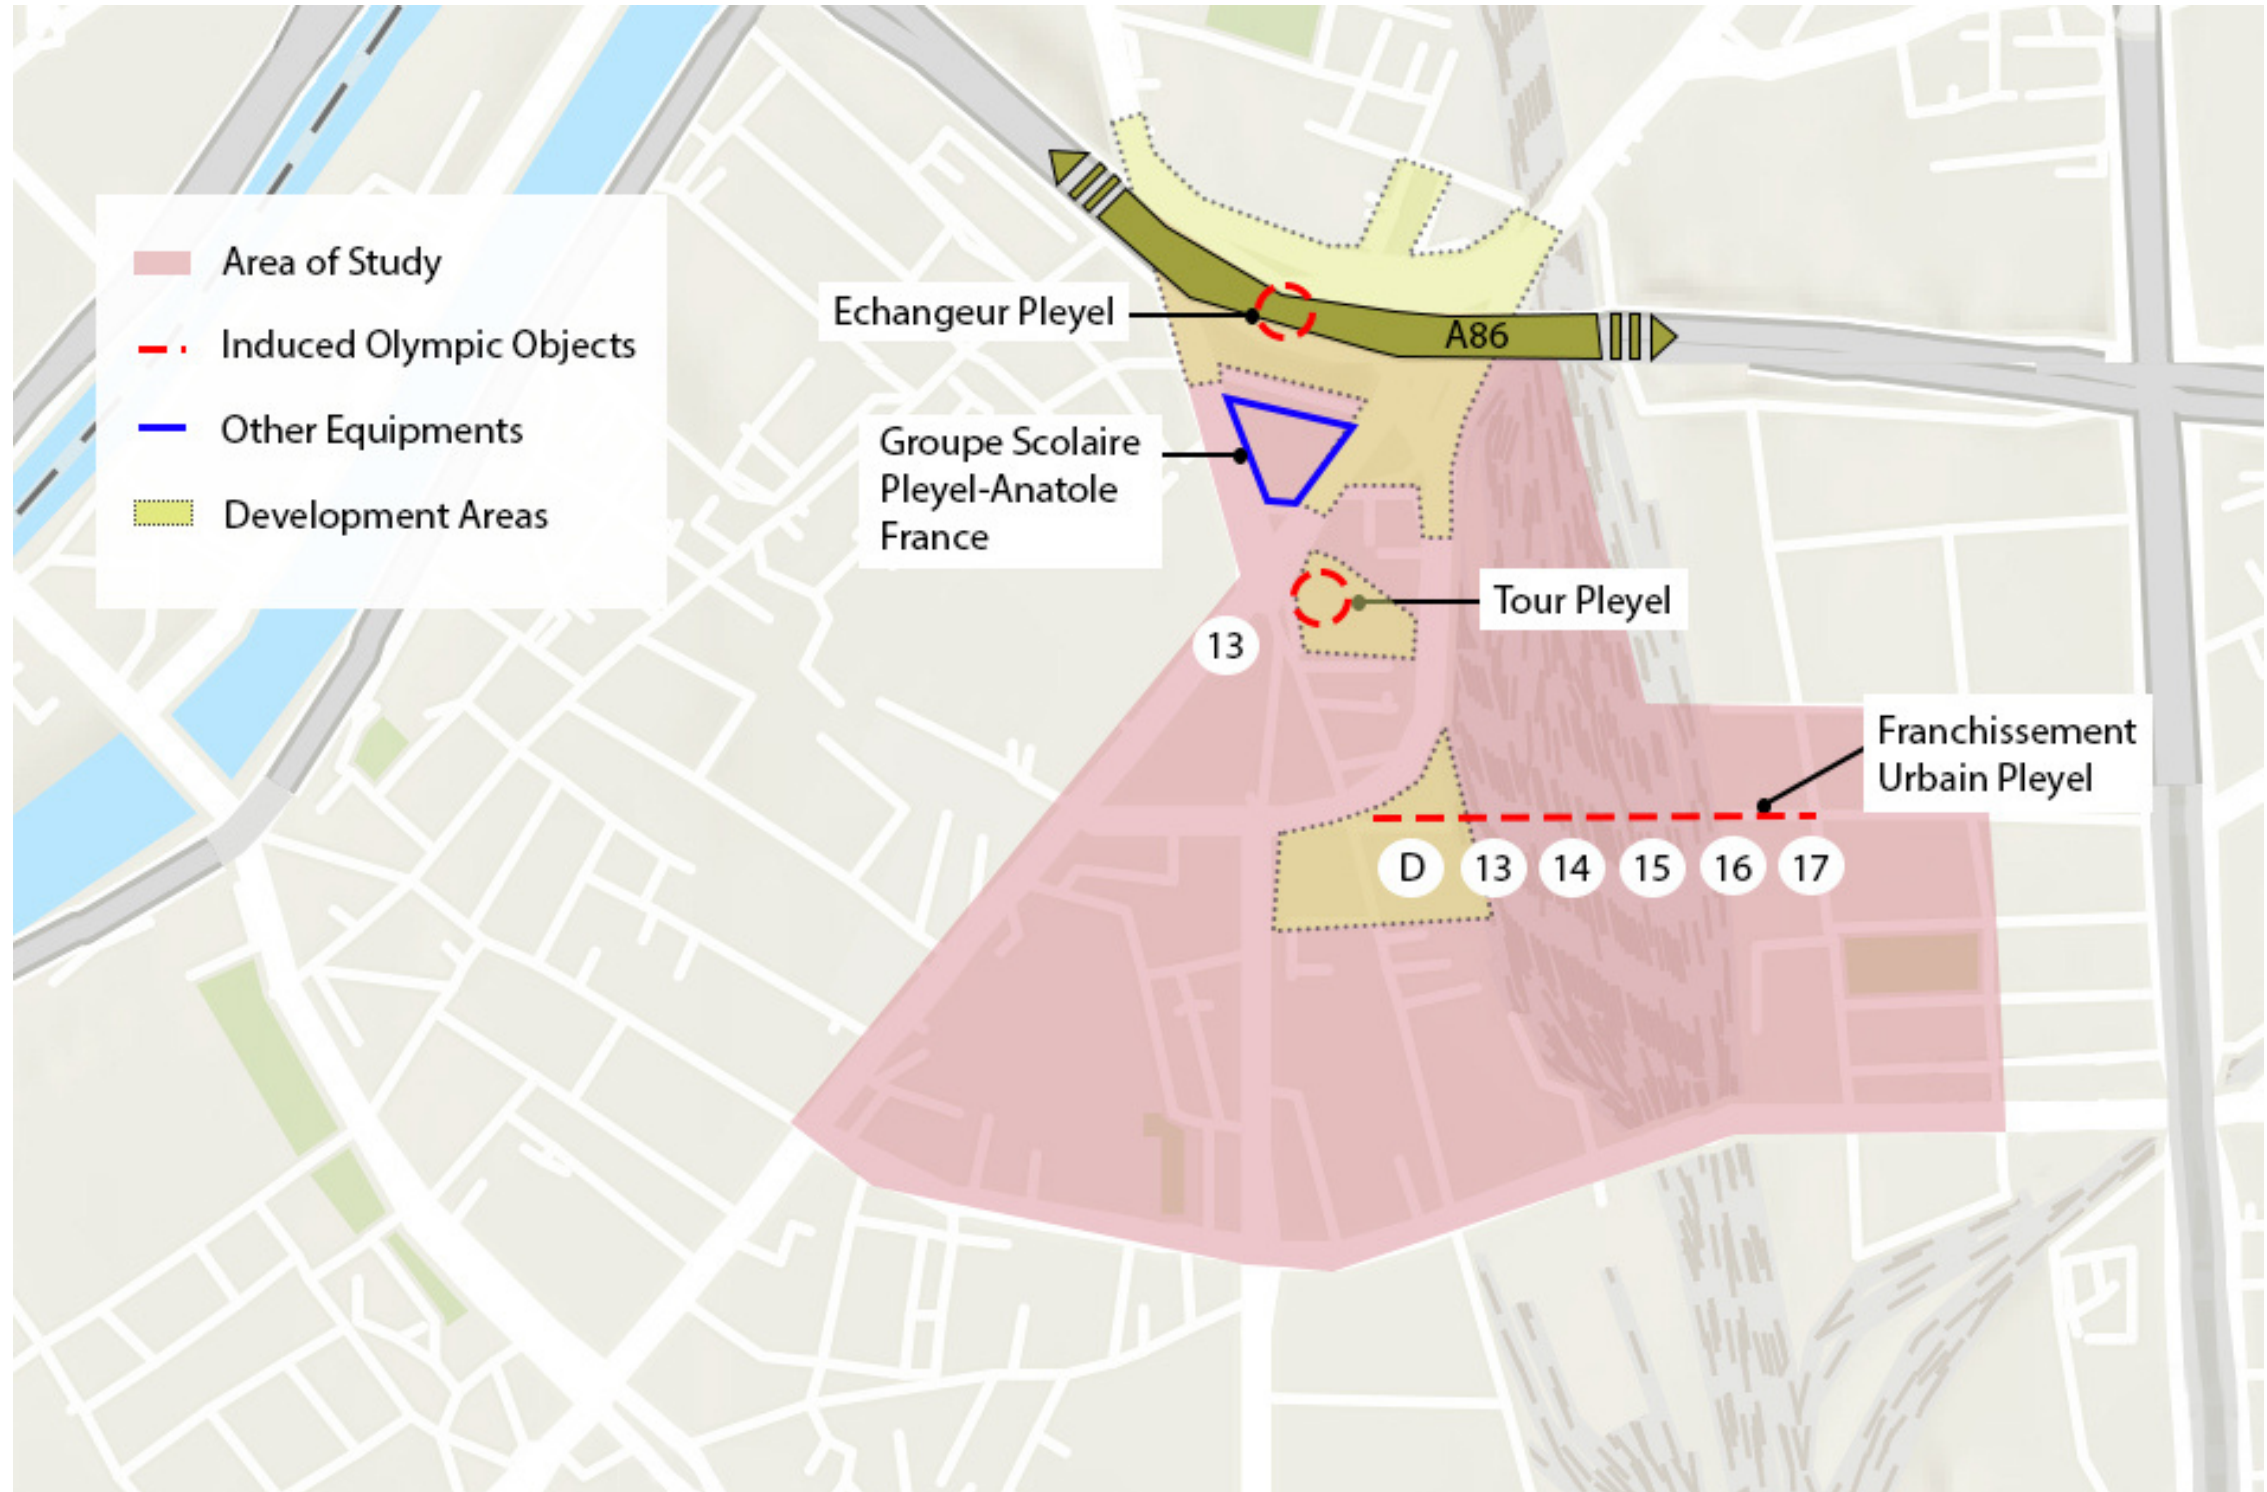 Area of Study
Induced Olympic Objects
Other Equipments
Development Areas
Echangeur Pleyel
A86
Groupe Scolaire
Pleyel-Anatole
France
Tour Pleyel
13
Franchissement
Urbain Pleyel
D 13 14 15 16 17